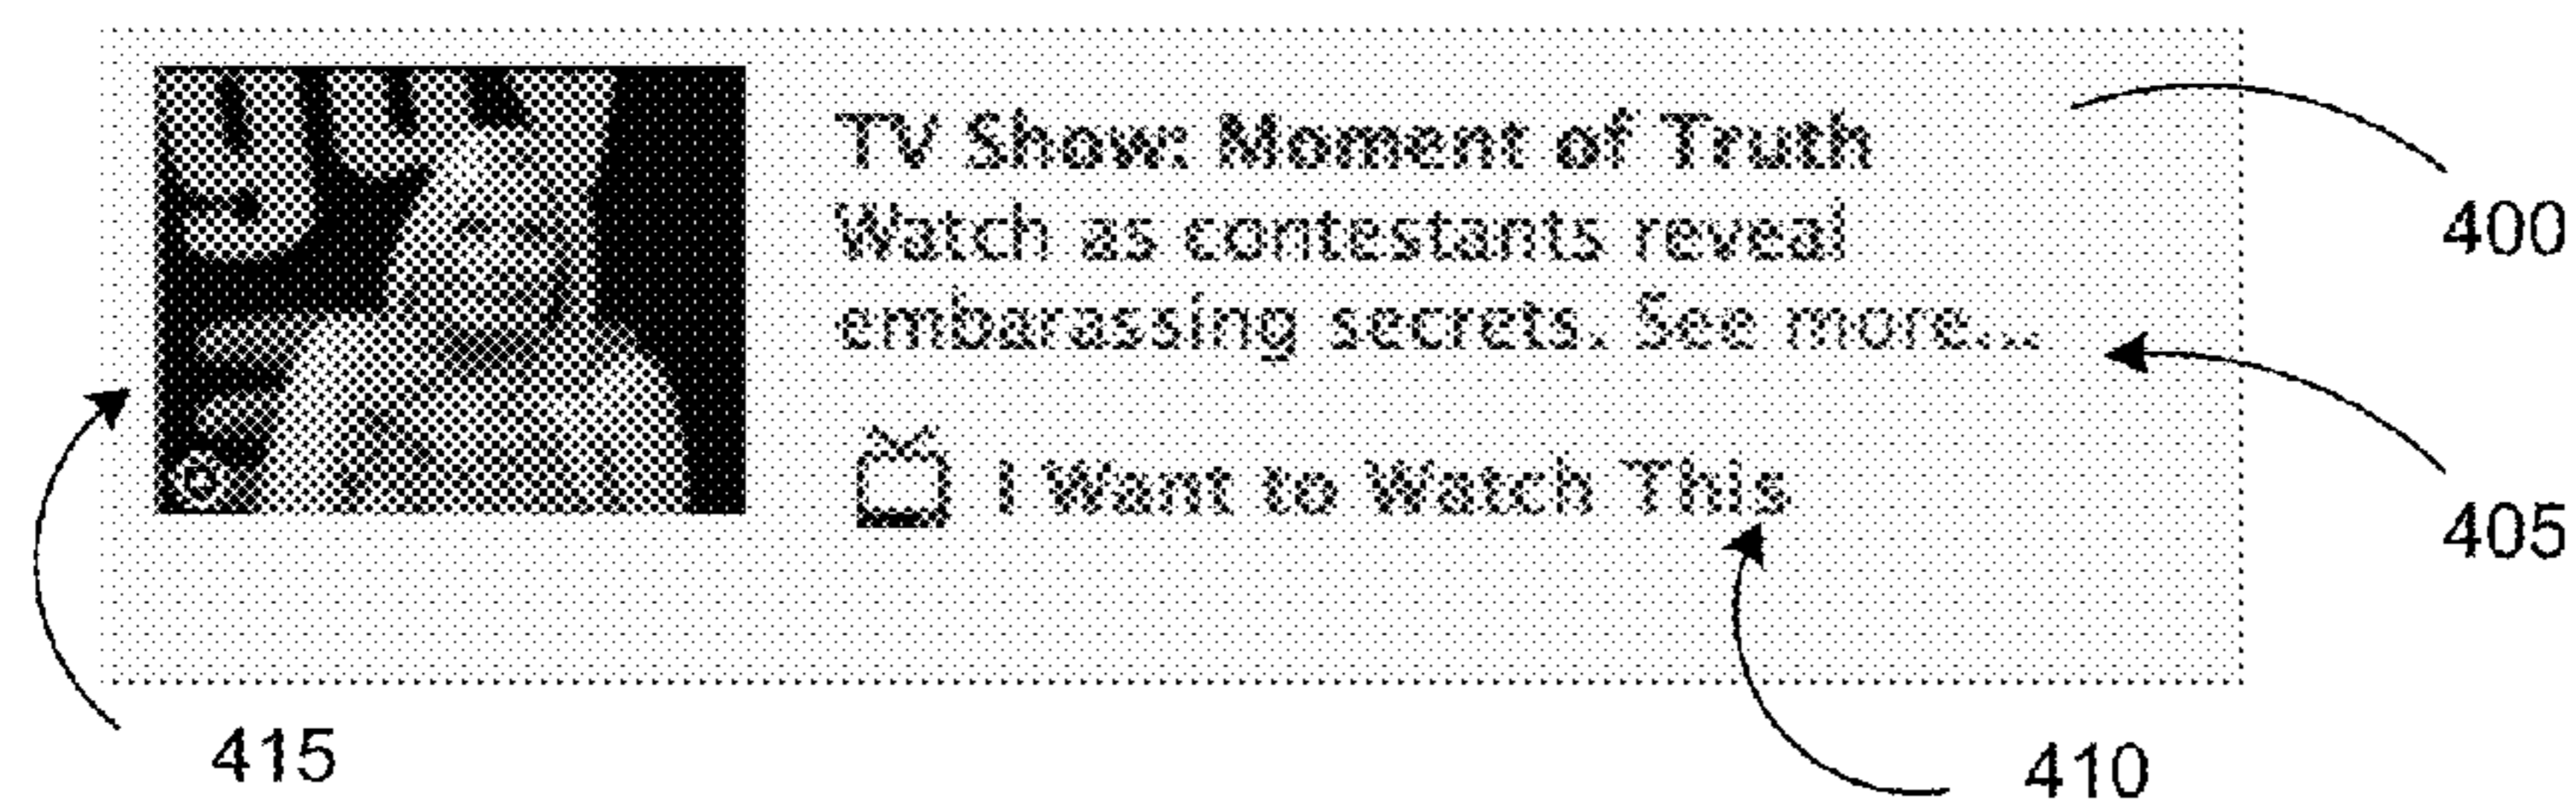 TV Show: Moment of Truth
Watch as contestants reveal
embarassing secrets. See more...
I Want to Watch This
400
405
410
415